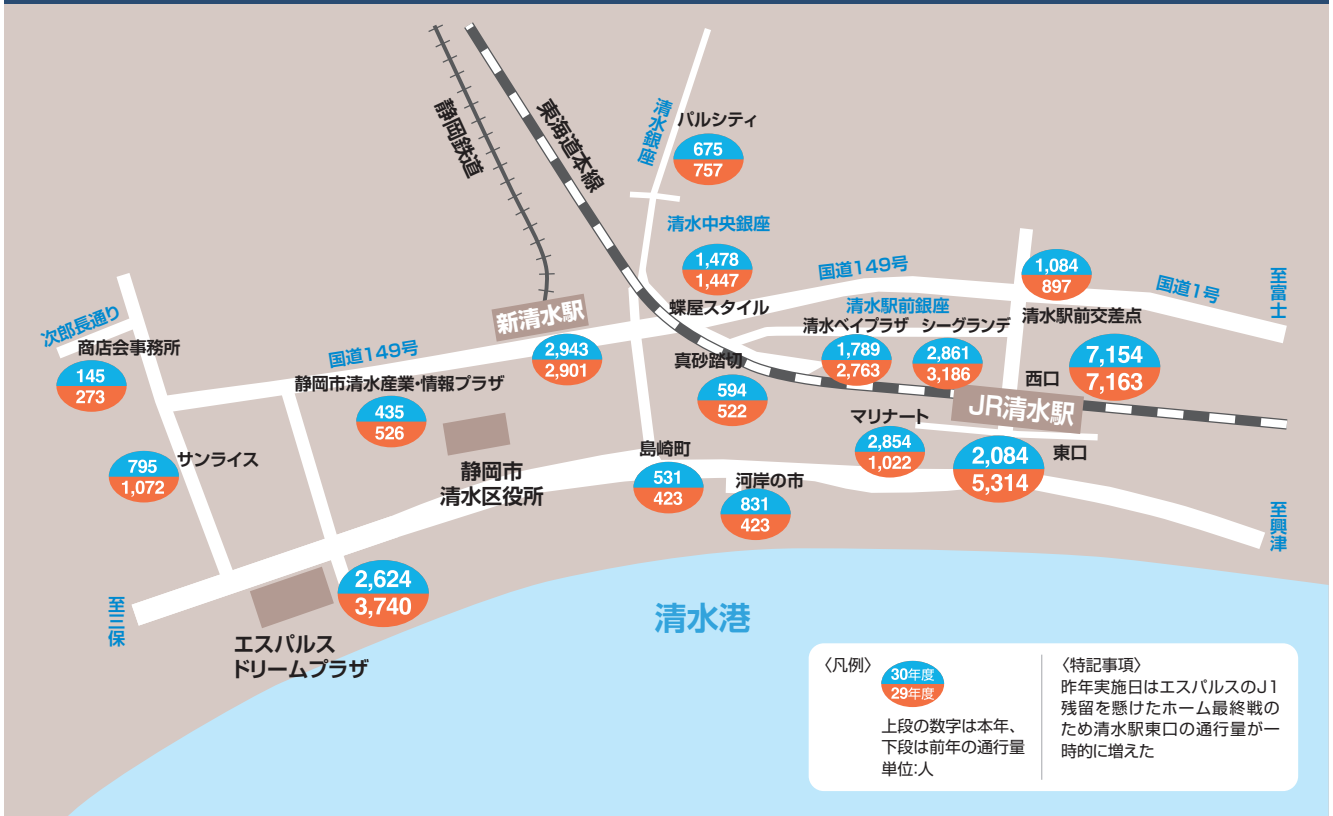 静岡鉄道
東海道本線
清水銀座
パルシティ
675
757
清水中央銀座
1,478
1,447
蝶屋スタイル
国道149号
1,084
897
国道1号
至富士
清水駅前銀座
清水ベイプラザ
シーグランデ
清水駅前交差点
1,789
2,763
2,861
3,186
7,154
7,163
西口
JR清水駅
次郎長通り
商店会事務所
145
273
国道149号
新清水駅
2,943
2,901
静岡市清水産業・情報プラザ
435
526
真砂踏切
594
522
マリナート
2,854
1,022
2,084
5,314
東口
サンライス
795
1,072
静岡市
清水区役所
島崎町
531
423
河岸の市
831
423
至興津
至三保
2,624
3,740
エスパルス
ドリームプラザ
清水港
〈凡例〉
30年度
29年度
上段の数字は本年、
下段は前年の通行量
単位:人
〈特記事項〉
昨年実施日はエスパルスのJ1
残留を懸けたホーム最終戦の
ため清水駅東口の通行量が一
時的に増えた